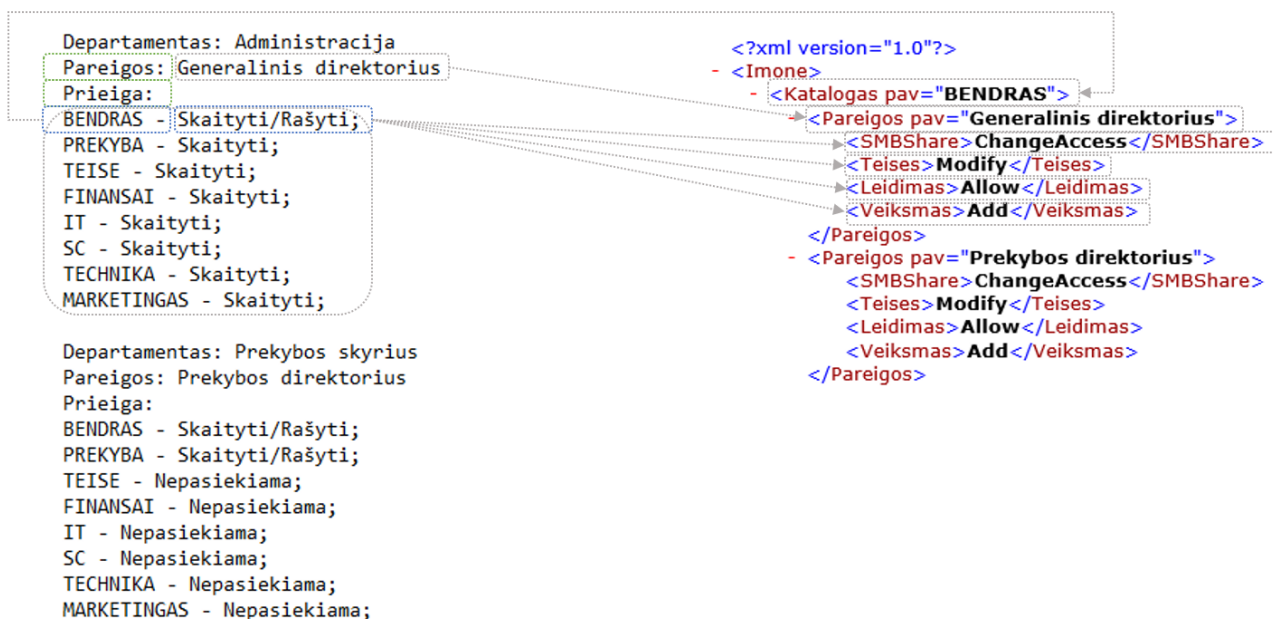 Departamentas: Administracija
Pareigos: Generalinis direktorius
Prieiga:
BENDRAS - Skaityti/Rašyti;
PREKYBA - Skaityti;
TEISE - Skaityti;
FINANSAI - Skaityti;
IT - Skaityti;
SC - Skaityti;
TECHNIKA - Skaityti;
MARKETINGAS - Skaityti;
Departamentas: Prekybos skyrius
Pareigos: Prekybos direktorius
Prieiga:
BENDRAS - Skaityti/Rašyti;
PREKYBA - Skaityti/Rašyti;
TEISE - Nepasiekiama;
FINANSAI - Nepasiekiama;
IT - Nepasiekiama;
SC - Nepasiekiama;
TECHNIKA - Nepasiekiama;
MARKETINGAS - Nepasiekiama;
<?xml version="1.0"?>
- <Imone>
- <Katalogas pav="BENDRAS">
- <Pareigos pav="Generalinis direktorius">
<SMBShare>ChangeAccess</SMBShare>
<Teises>Modify</Teises>
<Leidimas>Allow</Leidimas>
<Veiksmas>Add</Veiksmas>
</Pareigos>
- <Pareigos pav="Prekybos direktorius">
<SMBShare>ChangeAccess</SMBShare>
<Teises>Modify</Teises>
<Leidimas>Allow</Leidimas>
<Veiksmas>Add</Veiksmas>
</Pareigos>